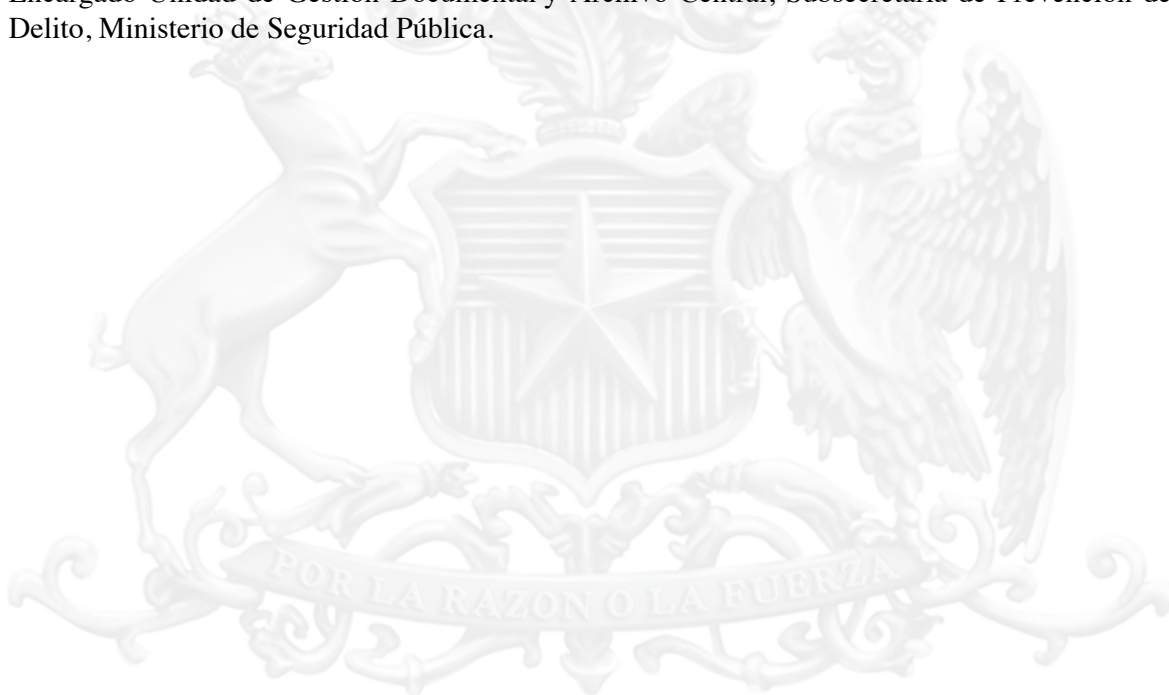 Encargado Unidad de Gestión Documental y Archivo Central, Subsecretaría de Prevención de
Delito, Ministerio de Seguridad Pública.
POR LA RAZON O LA FUERZA